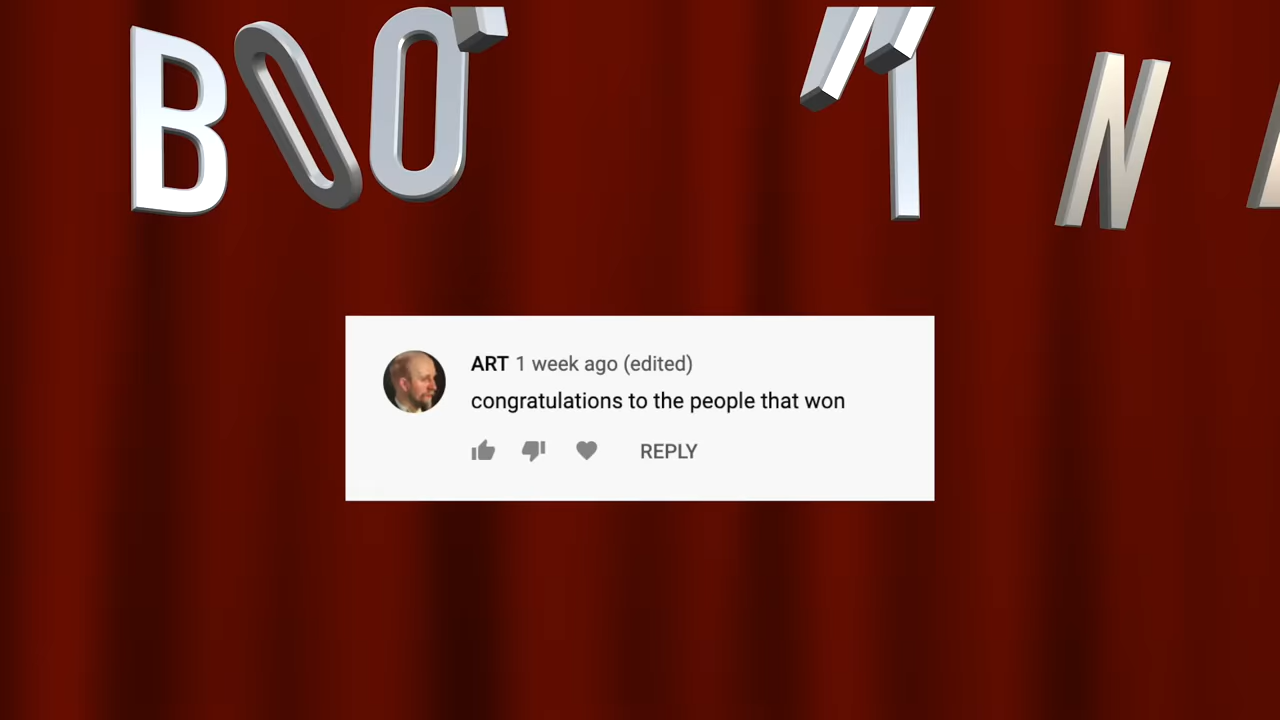 ART 1 week ago (edited)
congratulations to the people that won
REPLY